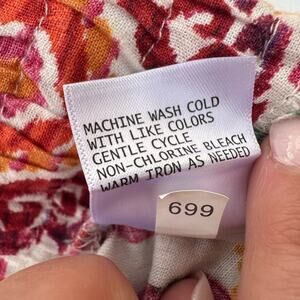 MACHINE WASH COLD
WITH LIKE COLORS
GENTLE CYCLE
NON-CHLORINE BLEACH
WARM IRON AS NEEDED
699